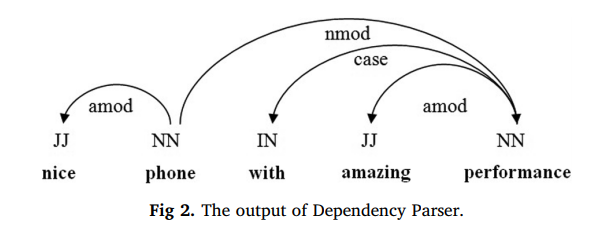 nmod
case
amod amod
JJ NN IN JJ NN
nice phone with amazing performance
Fig 2. The output of Dependency Parser.